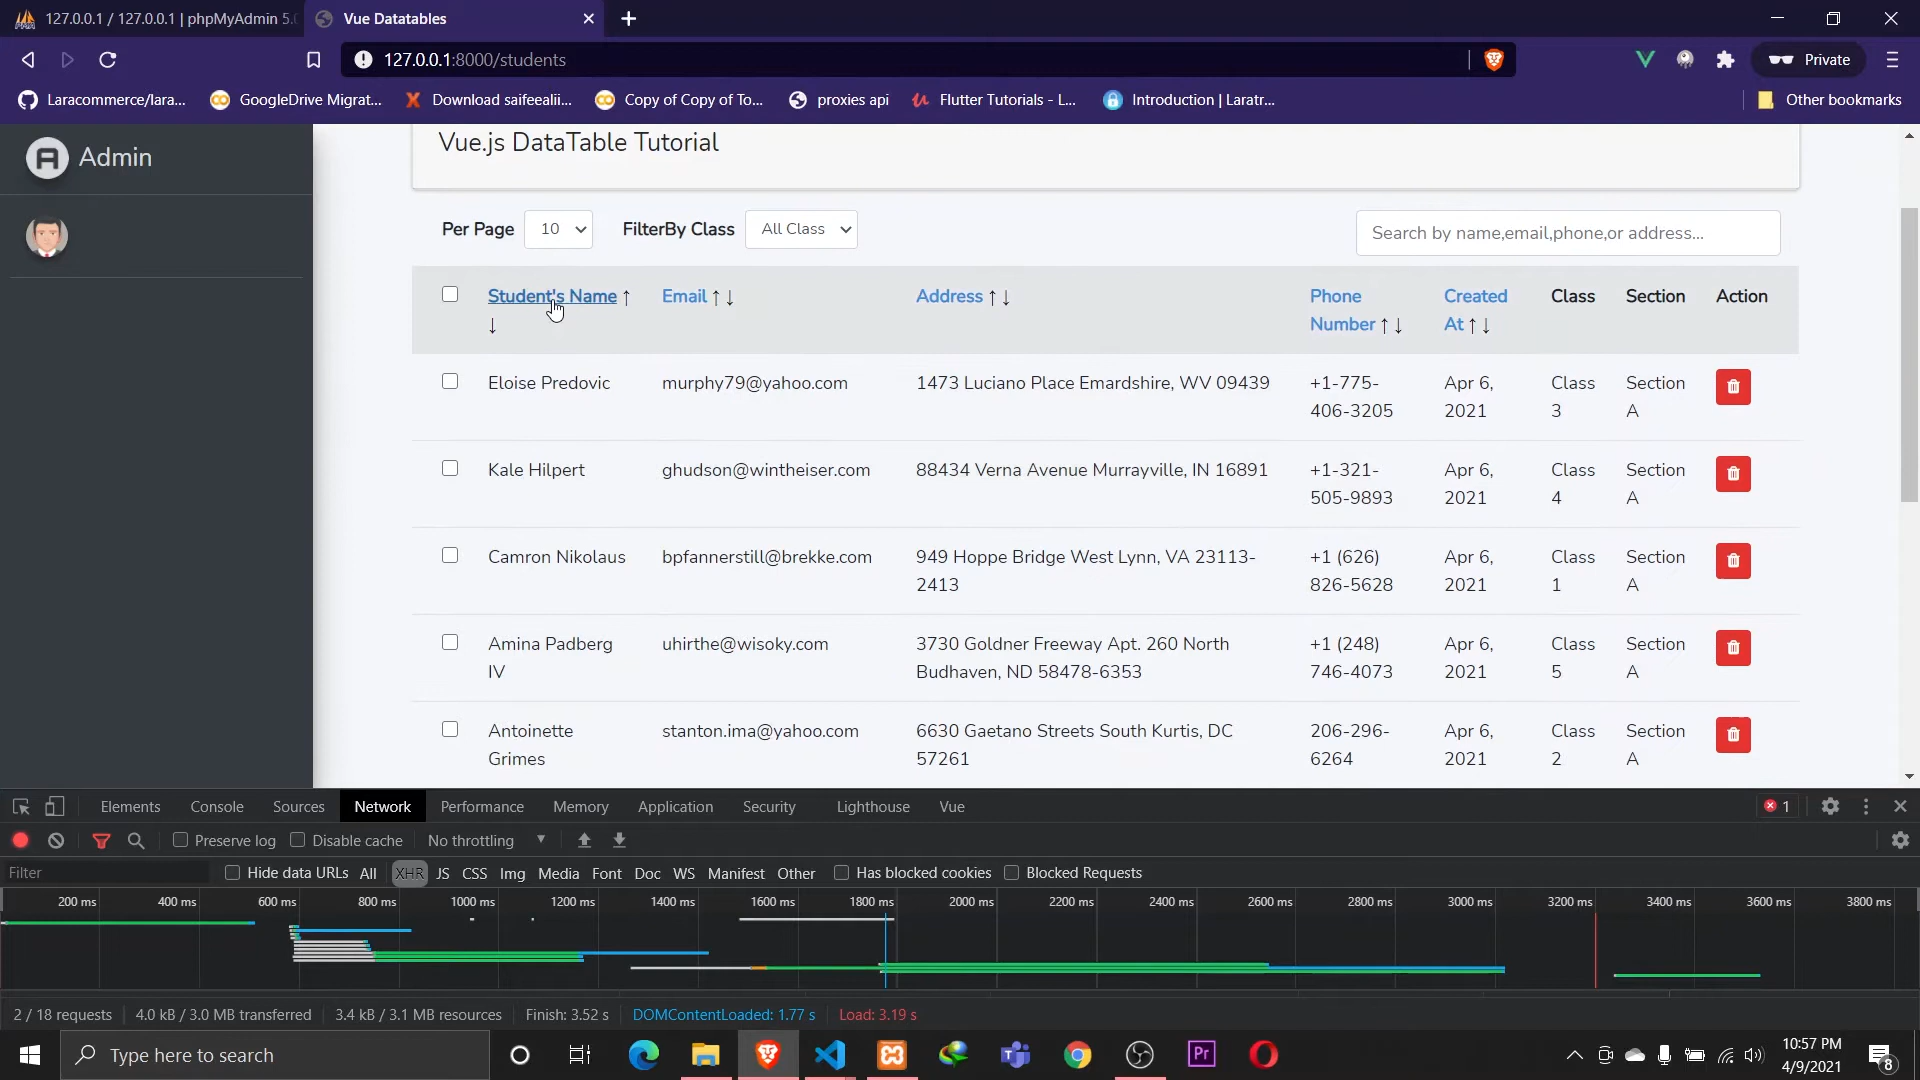 127.0.0.1 / 127.0.0.1 | phpMyAdmin 5.
Vue Datatables
127.0.0.1:8000/students
Private
Laracommerce/lara...
GoogleDrive Migrat...
Download saifeealii...
Copy of Copy of To...
proxies api
Flutter Tutorials - L...
Introduction | Laratr...
Other bookmarks
Admin
Vue.js DataTable Tutorial
Per Page 10 FilterBy Class All Class
Search by name,email,phone,or address...
Student's Name ↑ Email ↑↓ Address ↑↓ Phone Created Class Section Action
↓ Number ↑↓ At ↑↓
Eloise Predovic murphy79@yahoo.com 1473 Luciano Place Emardshire, WV 09439 +1-775- Apr 6, Class Section
406-3205 2021 3 A
Kale Hilpert ghudson@wintheiser.com 88434 Verna Avenue Murrayville, IN 16891 +1-321- Apr 6, Class Section
505-9893 2021 4 A
Camron Nikolaus bpfannerstill@brekke.com 949 Hoppe Bridge West Lynn, VA 23113- +1 (626) Apr 6, Class Section
2413 826-5628 2021 1 A
Amina Padberg uhirthe@wisoky.com 3730 Goldner Freeway Apt. 260 North +1 (248) Apr 6, Class Section
IV Budhaven, ND 58478-6353 746-4073 2021 5 A
Antoinette stanton.ima@yahoo.com 6630 Gaetano Streets South Kurtis, DC 206-296- Apr 6, Class Section
Grimes 57261 6264 2021 2 A
Elements Console Sources Network Performance Memory Application Security Lighthouse Vue 1
Preserve log Disable cache No throttling
Filter Hide data URLs All XHR JS CSS Img Media Font Doc WS Manifest Other Has blocked cookies Blocked Requests
200 ms 400 ms 600 ms 800 ms 1000 ms 1200 ms 1400 ms 1600 ms 1800 ms 2000 ms 2200 ms 2400 ms 2600 ms 2800 ms 3000 ms 3200 ms 3400 ms 3600 ms 3800 ms
2 / 18 requests 4.0 kB / 3.0 MB transferred 3.4 kB / 3.1 MB resources Finish: 3.52 s DOMContentLoaded: 1.77 s Load: 3.19 s
Type here to search
Pr
10:57 PM
4/9/2021
8